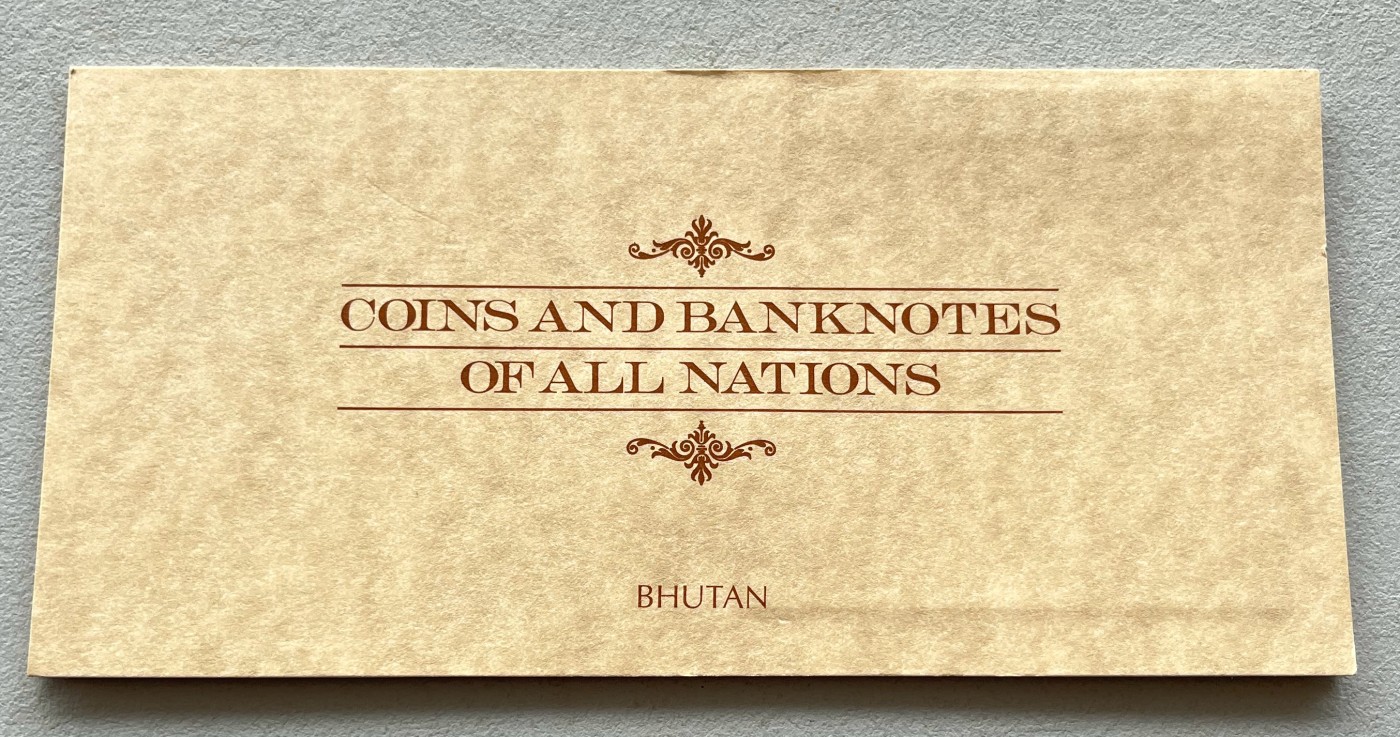 COINS AND BANKNOTES
OF ALL NATIONS
BHUTAN